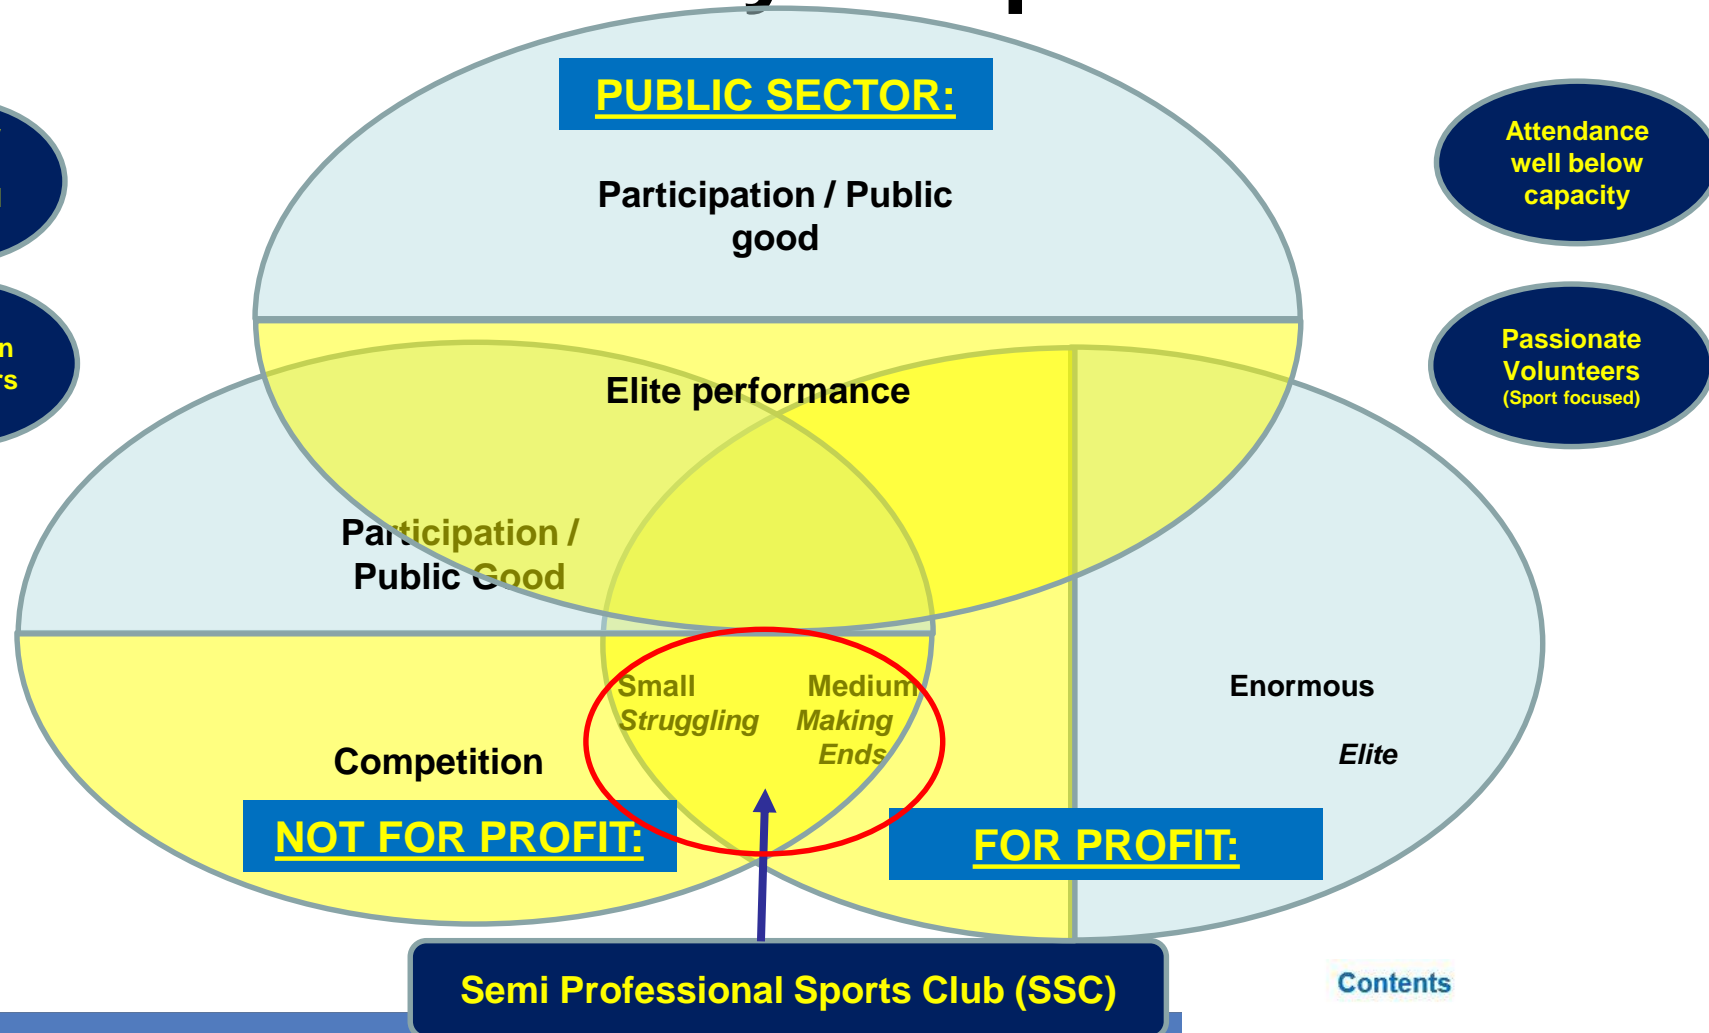 PUBLIC SECTOR:
Participation / Public
good
Attendance
well below
capacity
Passionate
Volunteers
(Sport focused)
Elite performance
Participation /
Public Good
Small
Struggling
Medium
Making
Ends
Enormous
Elite
Competition
NOT FOR PROFIT:
FOR PROFIT:
Semi Professional Sports Club (SSC)
Contents